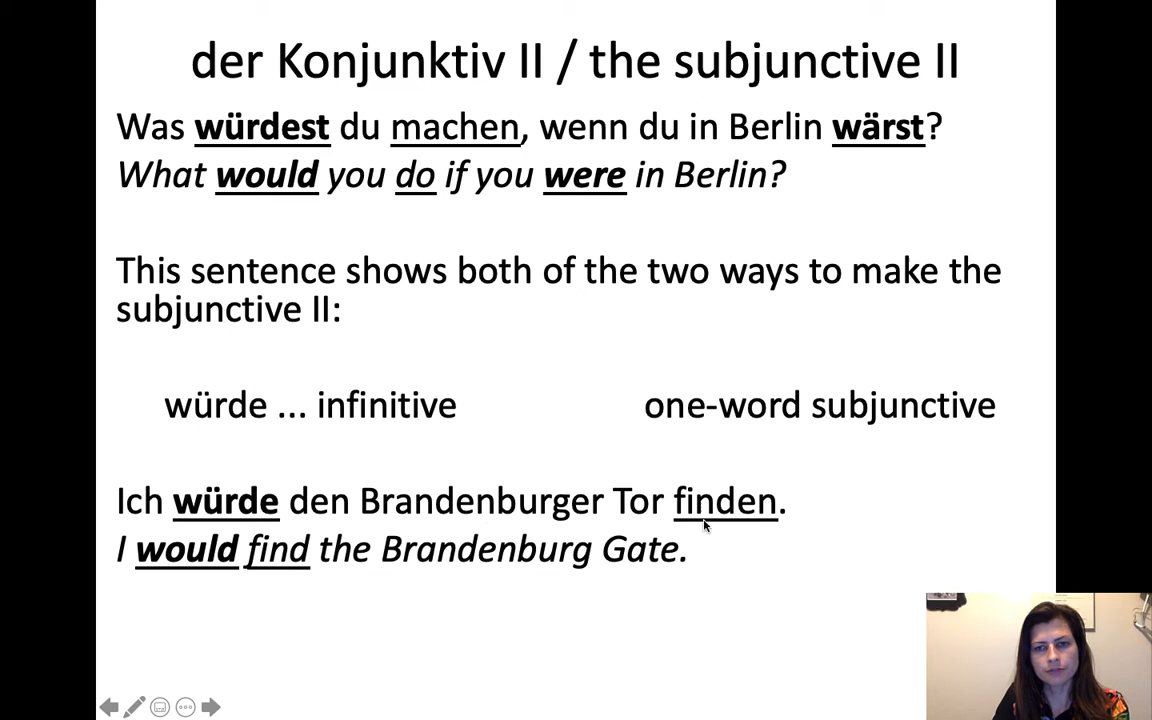 der Konjunktiv II / the subjunctive II
Was würdest du machen, wenn du in Berlin wärst?
What would you do if you were in Berlin?
This sentence shows both of the two ways to make the
subjunctive II:
würde ... infinitive one-word subjunctive
Ich würde den Brandenburger Tor finden.
I would find the Brandenburg Gate.